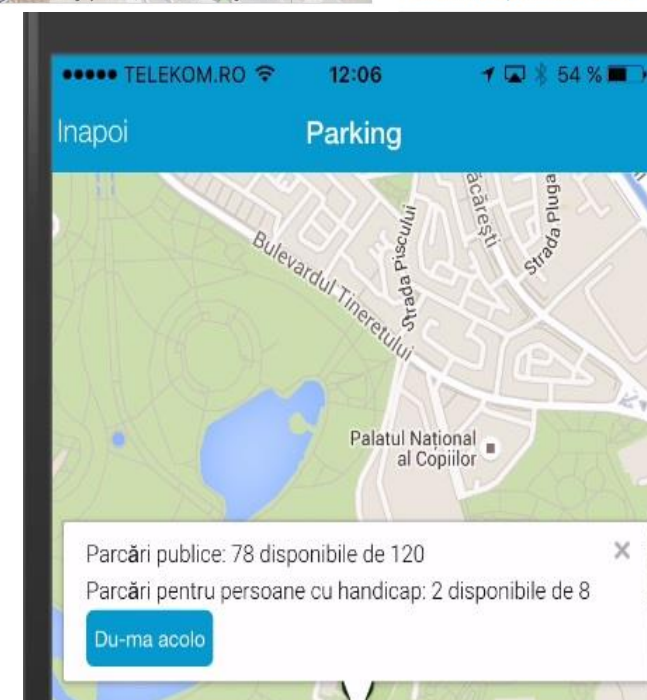 TELEKOM.RO 12:06 54 %
Inapoi Parking
Bulevardul Tineretului
Strada Piscului
Strada Pluga
Palatul Național
al Copiilor
Parcări publice: 78 disponibile de 120 ×
Parcări pentru persoane cu handicap: 2 disponibile de 8
Du-ma acolo